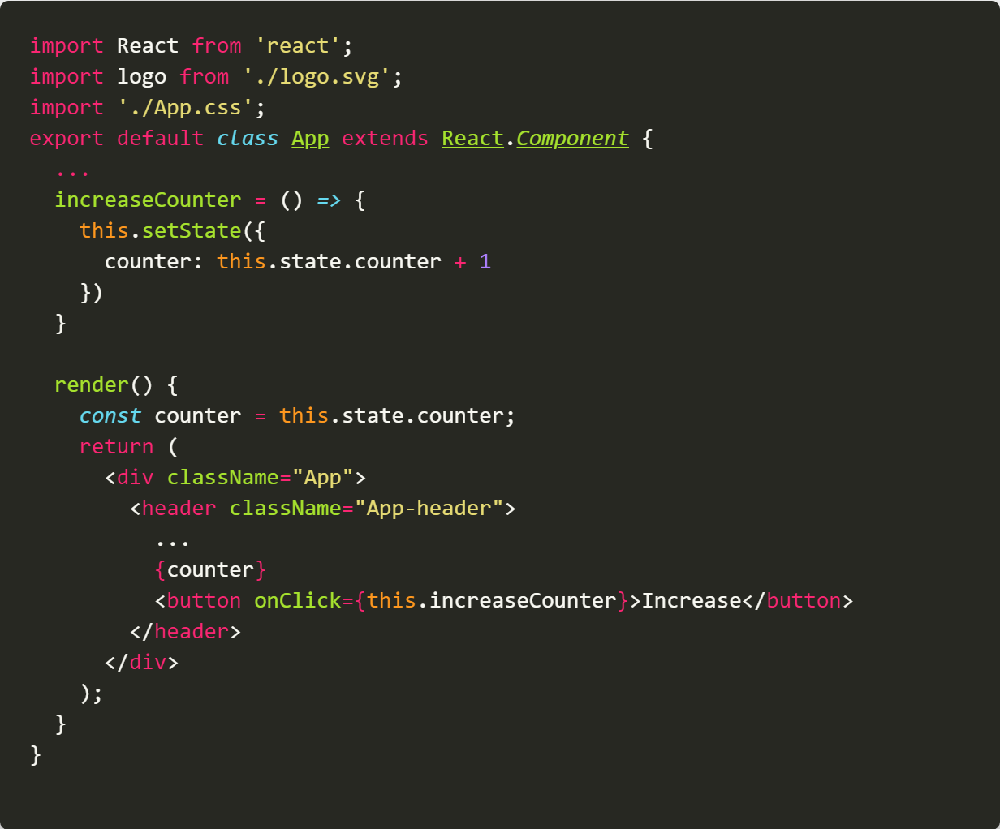 import React from 'react';
import logo from './logo.svg';
import './App.css';
export default class App extends React.Component {
  ...
  increaseCounter = () => {
    this.setState({
      counter: this.state.counter + 1
    })
  }

  render() {
    const counter = this.state.counter;
    return (
      <div className="App">
        <header className="App-header">
          ...
          {counter}
          <button onClick={this.increaseCounter}>Increase</button>
        </header>
      </div>
    );
  }
}